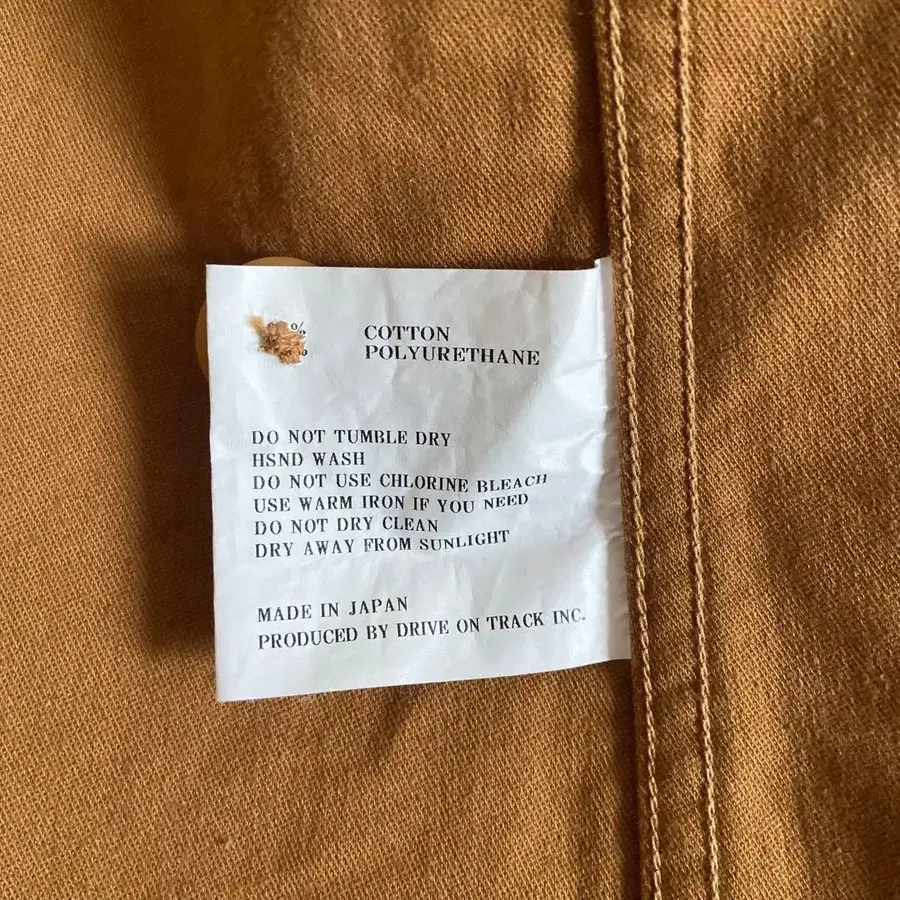 % COTTON
% POLYURETHANE
DO NOT TUMBLE DRY
HSND WASH
DO NOT USE CHLORINE BLEACH
USE WARM IRON IF YOU NEED
DO NOT DRY CLEAN
DRY AWAY FROM SUNLIGHT
MADE IN JAPAN
PRODUCED BY DRIVE ON TRACK INC.